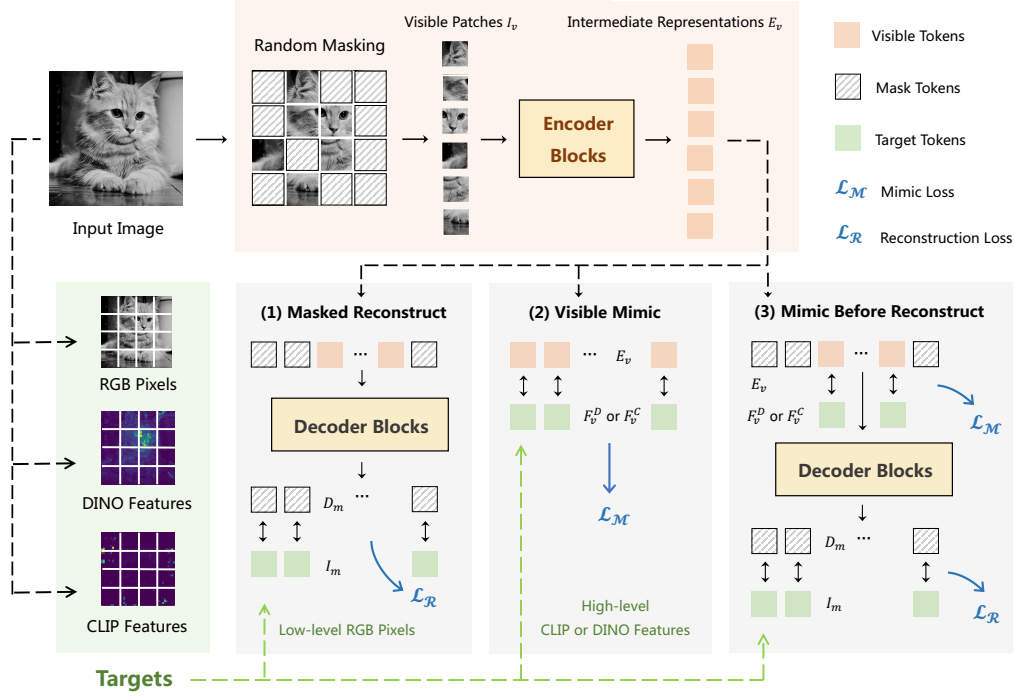 Visible Patches I_v
Intermediate Representations E_v
Random Masking
Encoder
Blocks
Input Image
Visible Tokens
Mask Tokens
Target Tokens
ℒ_ℳ Mimic Loss
ℒ_ℛ Reconstruction Loss
RGB Pixels
DINO Features
CLIP Features
(1) Masked Reconstruct
...
Decoder Blocks
D_m ...
I_m
ℒ_ℛ
Low-level RGB Pixels
(2) Visible Mimic
... E_v
F_v^D or F_v^C
ℒ_ℳ
High-level
CLIP or DINO Features
(3) Mimic Before Reconstruct
...
E_v
F_v^D or F_v^C
ℒ_ℳ
Decoder Blocks
D_m ...
I_m
ℒ_ℛ
Targets